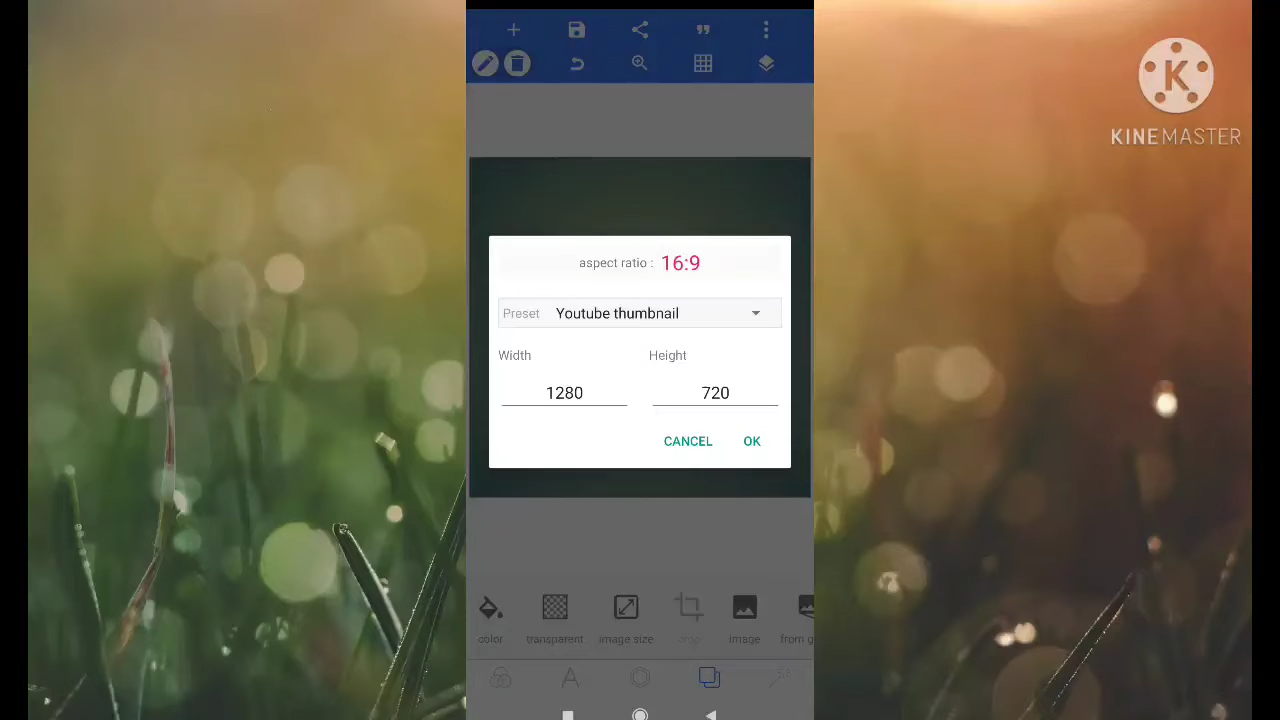 KINEMASTER
aspect ratio : 16:9
Preset Youtube thumbnail
Width Height
1280 720
CANCEL OK
color transparent image size crop image from g